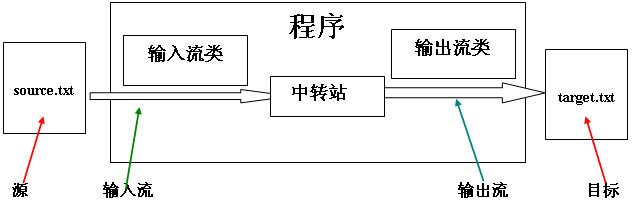 程序
输入流类
输出流类
source.txt
中转站
target.txt
源
输入流
输出流
目标